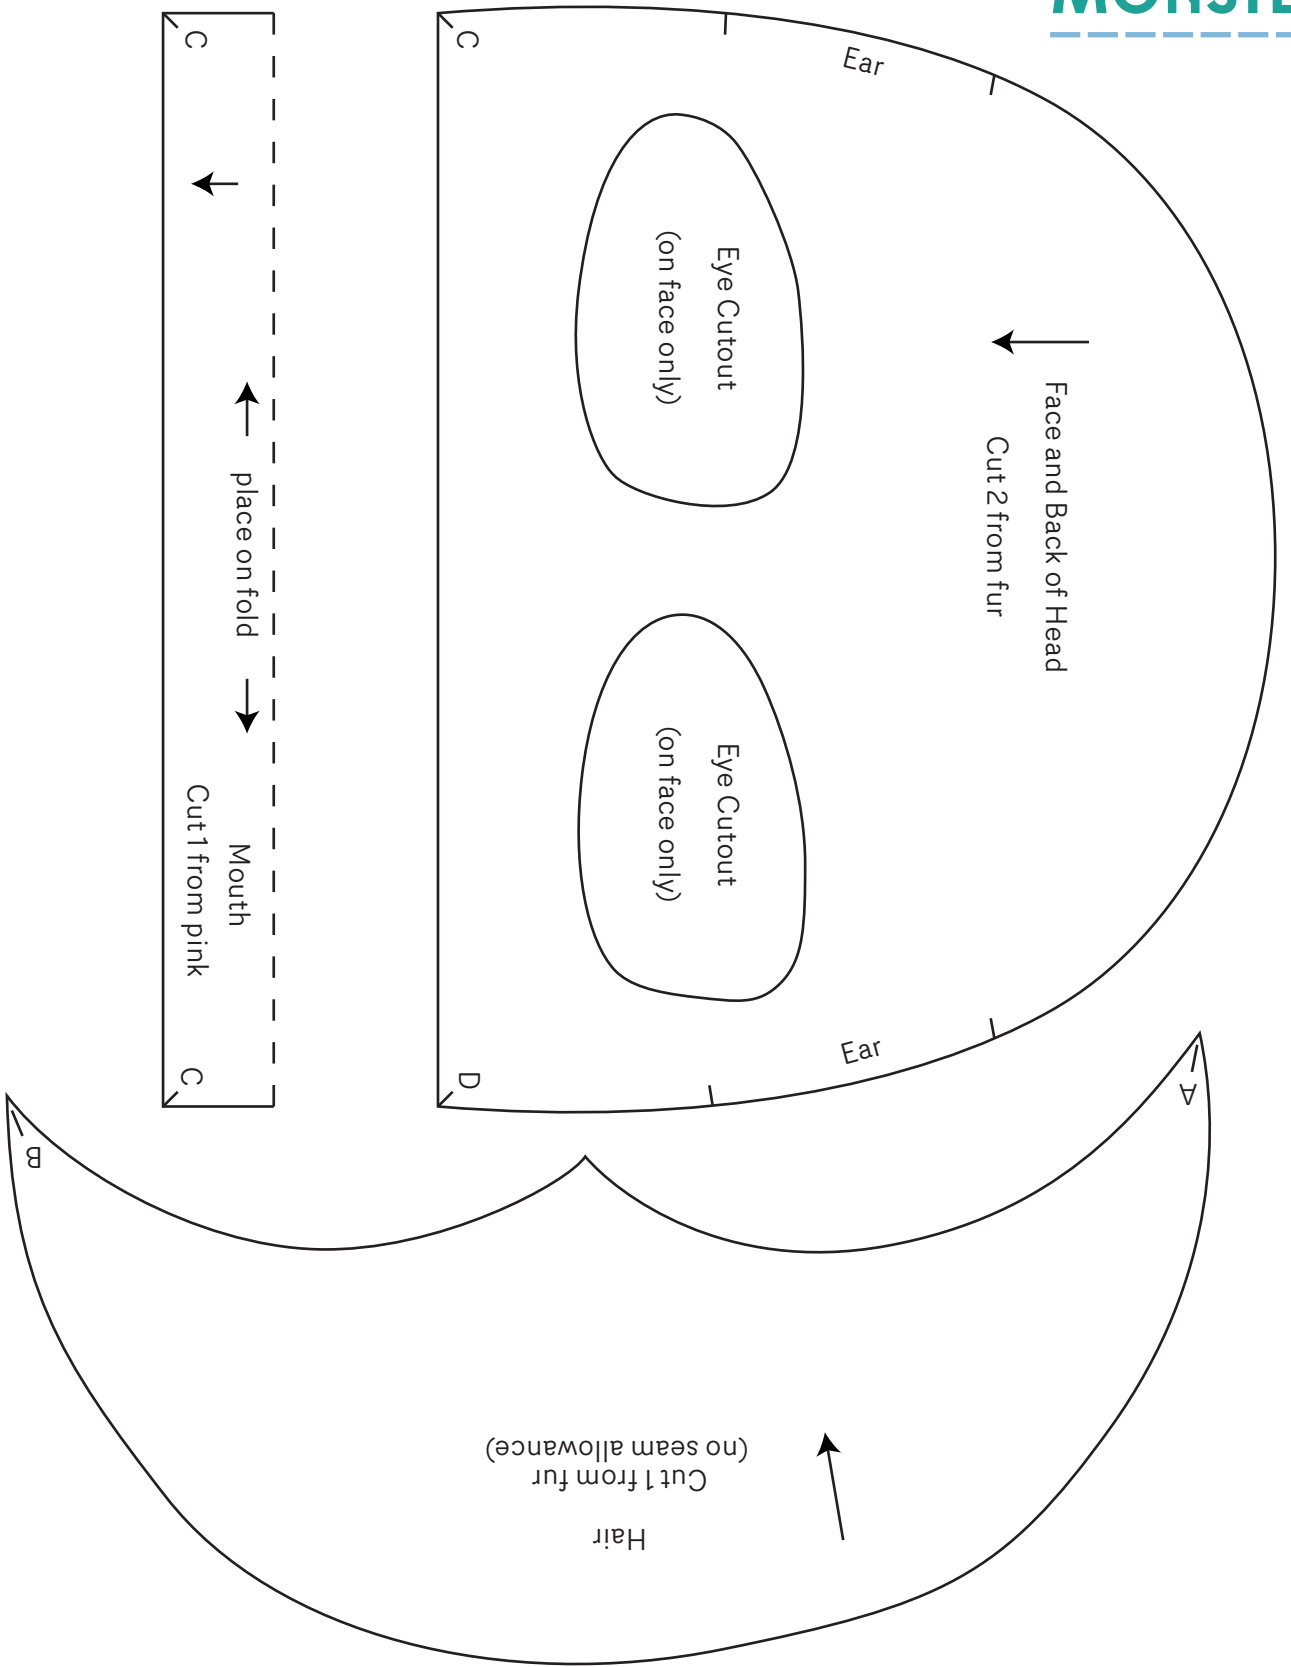 MONSTE
C
place on fold
Mouth
Cut 1 from pink
C
C
Ear
Eye Cutout
(on face only)
Face and Back of Head
Cut 2 from fur
Eye Cutout
(on face only)
Ear
D
A
B
Hair
Cut 1 from fur
(no seam allowance)